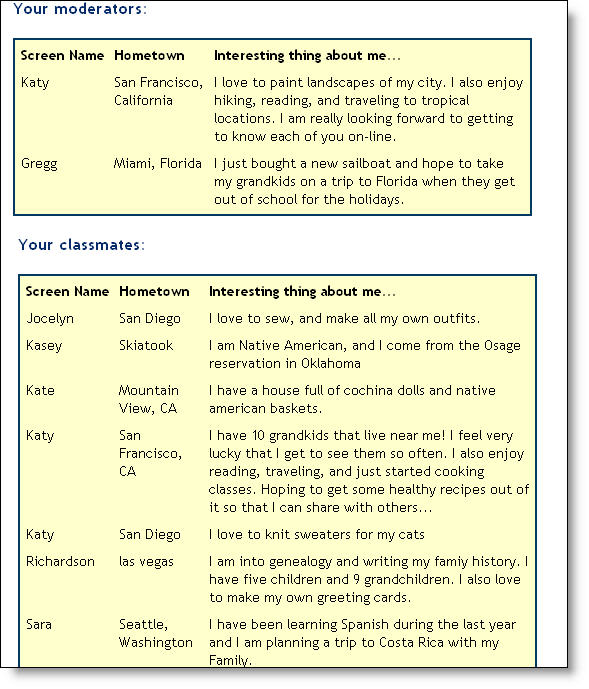 Your moderators:
Screen Name Hometown Interesting thing about me...
Katy San Francisco, I love to paint landscapes of my city. I also enjoy
California hiking, reading, and traveling to tropical
locations. I am really looking forward to getting
to know each of you on-line.
Gregg Miami, Florida I just bought a new sailboat and hope to take
my grandkids on a trip to Florida when they get
out of school for the holidays.
Your classmates:
Screen Name Hometown Interesting thing about me...
Jocelyn San Diego I love to sew, and make all my own outfits.
Kasey Skiatook I am Native American, and I come from the Osage
reservation in Oklahoma
Kate Mountain I have a house full of cochina dolls and native
View, CA american baskets.
Katy San I have 10 grandkids that live near me! I feel very
Francisco, lucky that I get to see them so often. I also enjoy
CA reading, traveling, and just started cooking
classes. Hoping to get some healthy recipes out of
it so that I can share with others...
Katy San Diego I love to knit sweaters for my cats
Richardson las vegas I am into genealogy and writing my famiy history. I
have five children and 9 grandchildren. I also love
to make my own greeting cards.
Sara Seattle, I have been learning Spanish during the last year
Washington and I am planning a trip to Costa Rica with my
Family.